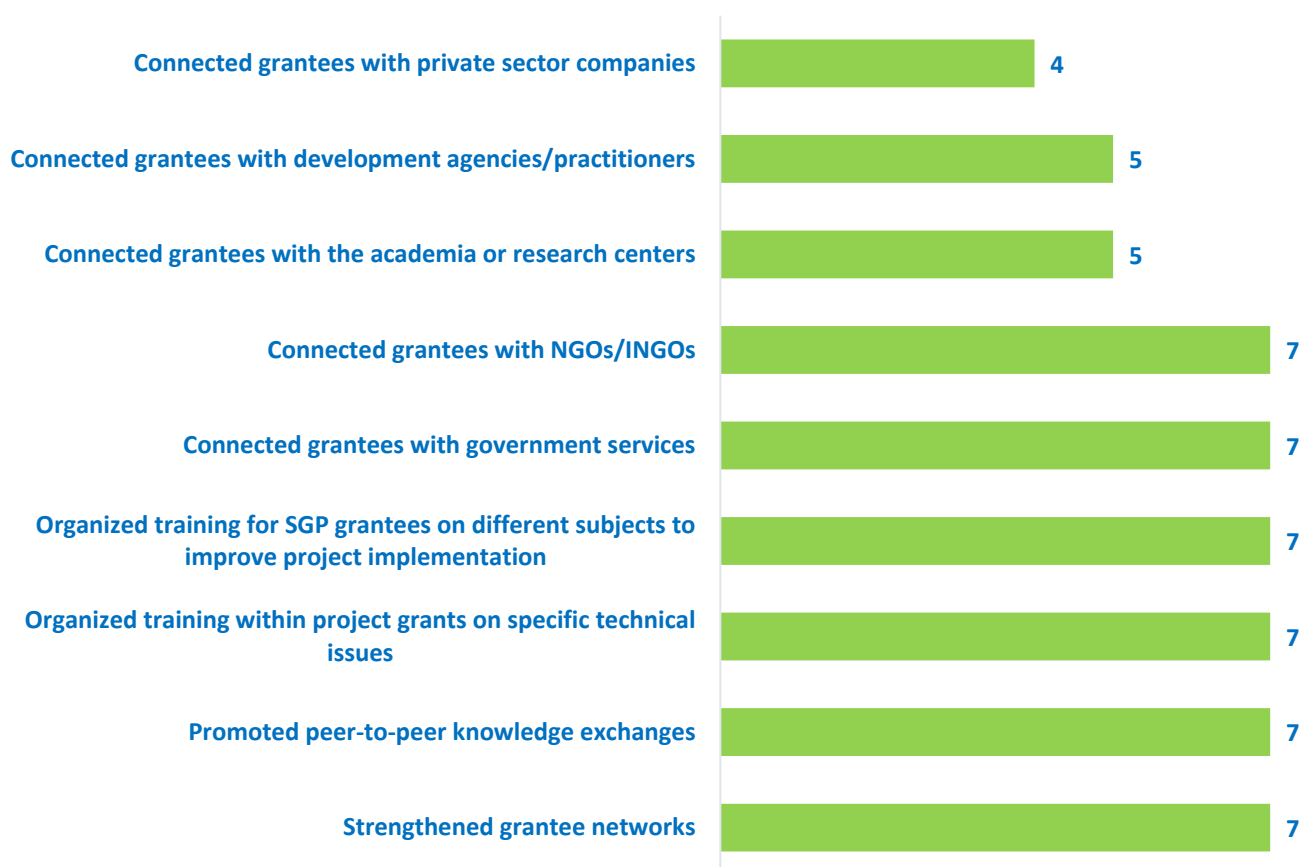 Connected grantees with private sector companies
4
Connected grantees with development agencies/practitioners
5
Connected grantees with the academia or research centers
5
Connected grantees with NGOs/INGOs
7
Connected grantees with government services
7
Organized training for SGP grantees on different subjects to
improve project implementation
7
Organized training within project grants on specific technical
issues
7
Promoted peer-to-peer knowledge exchanges
7
Strengthened grantee networks
7